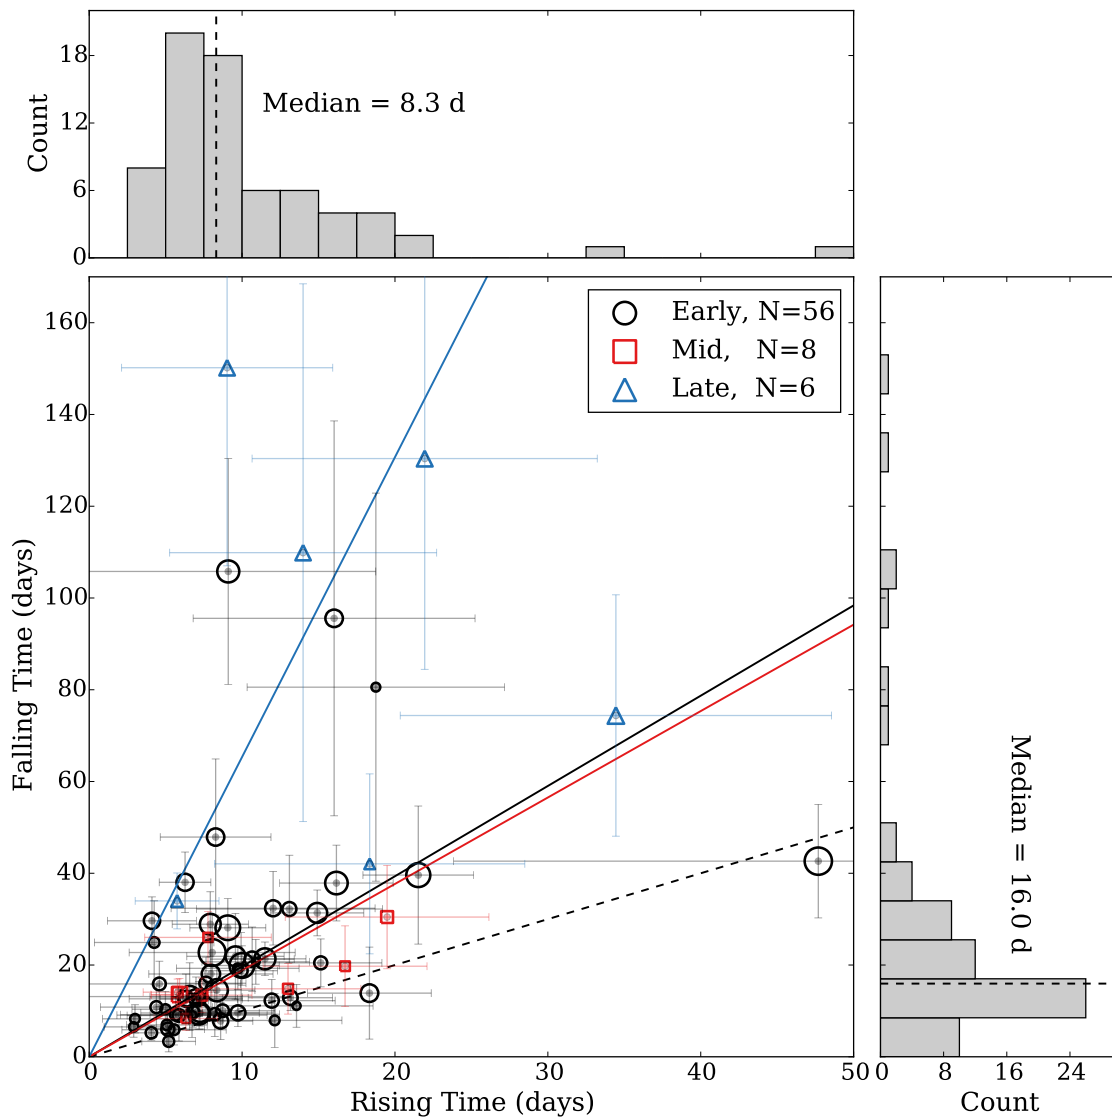 18
12
6
0
Count
Median = 8.3 d
160
140
120
100
80
60
40
20
0
Falling Time (days)
Early, N=56
Mid, N=8
Late, N=6
0 10 20 30 40 50
Rising Time (days)
Median = 16.0 d
0 8 16 24
Count